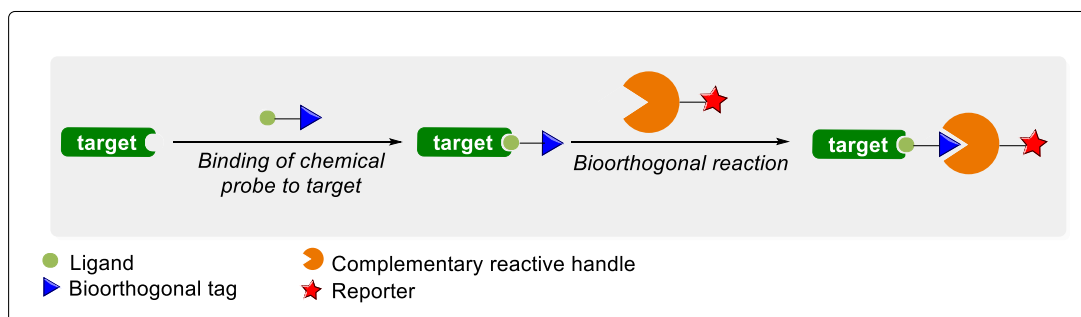 target
Binding of chemical
probe to target
target
Bioorthogonal reaction
target
Ligand
Bioorthogonal tag
Complementary reactive handle
Reporter